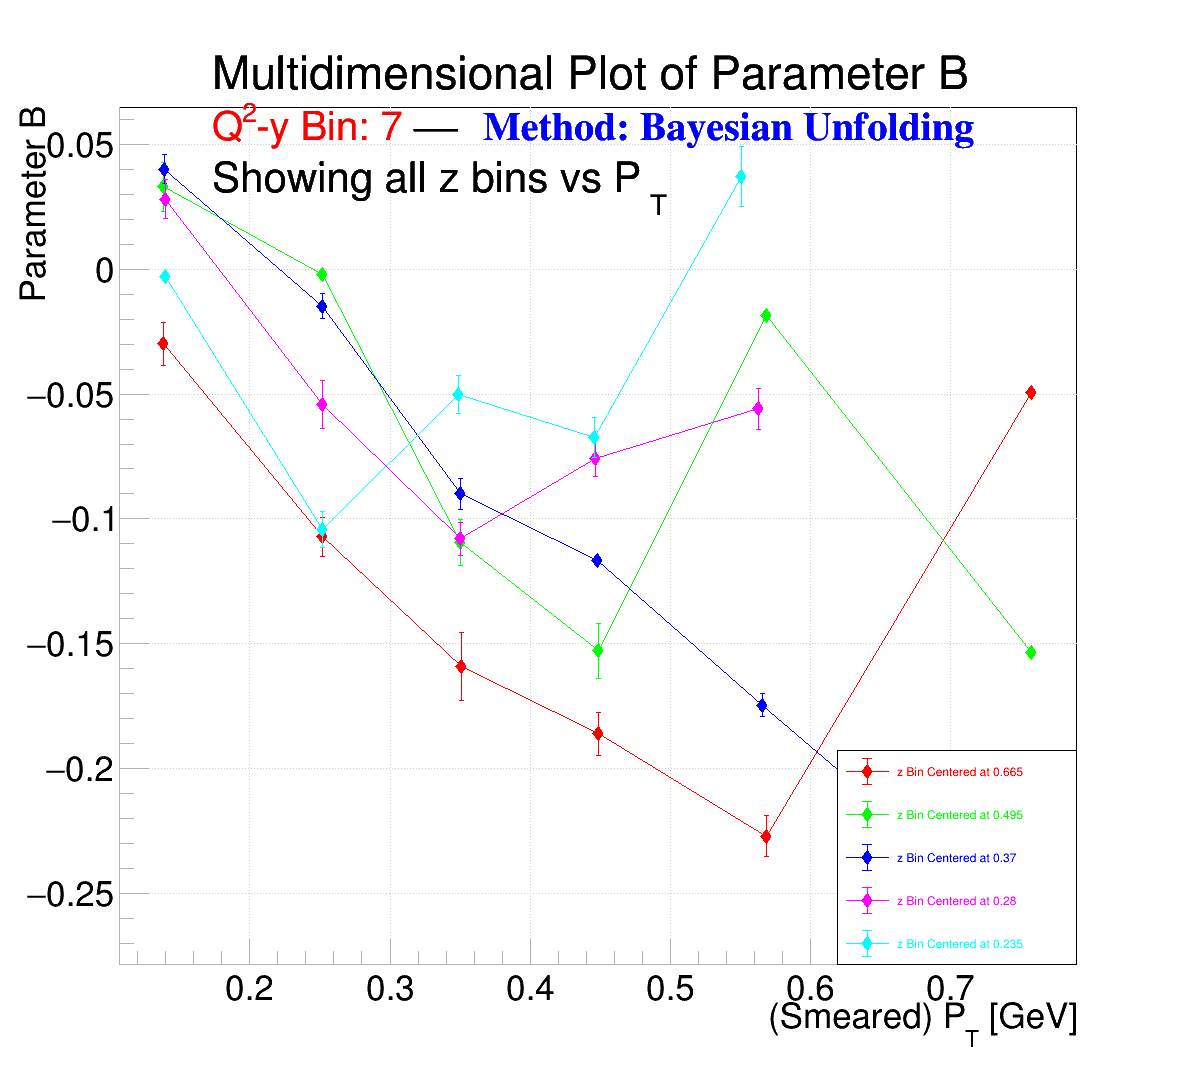 Multidimensional Plot of Parameter B
Q²-y Bin: 7 — Method: Bayesian Unfolding
Showing all z bins vs P_T
Parameter B
0.05
0
−0.05
−0.1
−0.15
−0.2
−0.25
z Bin Centered at 0.665
z Bin Centered at 0.495
z Bin Centered at 0.37
z Bin Centered at 0.28
z Bin Centered at 0.235
0.2 0.3 0.4 0.5 0.6 0.7
(Smeared) P_T [GeV]